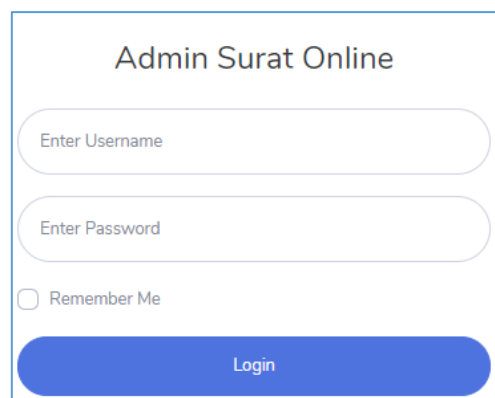 Admin Surat Online
Enter Username
Enter Password
Remember Me
Login